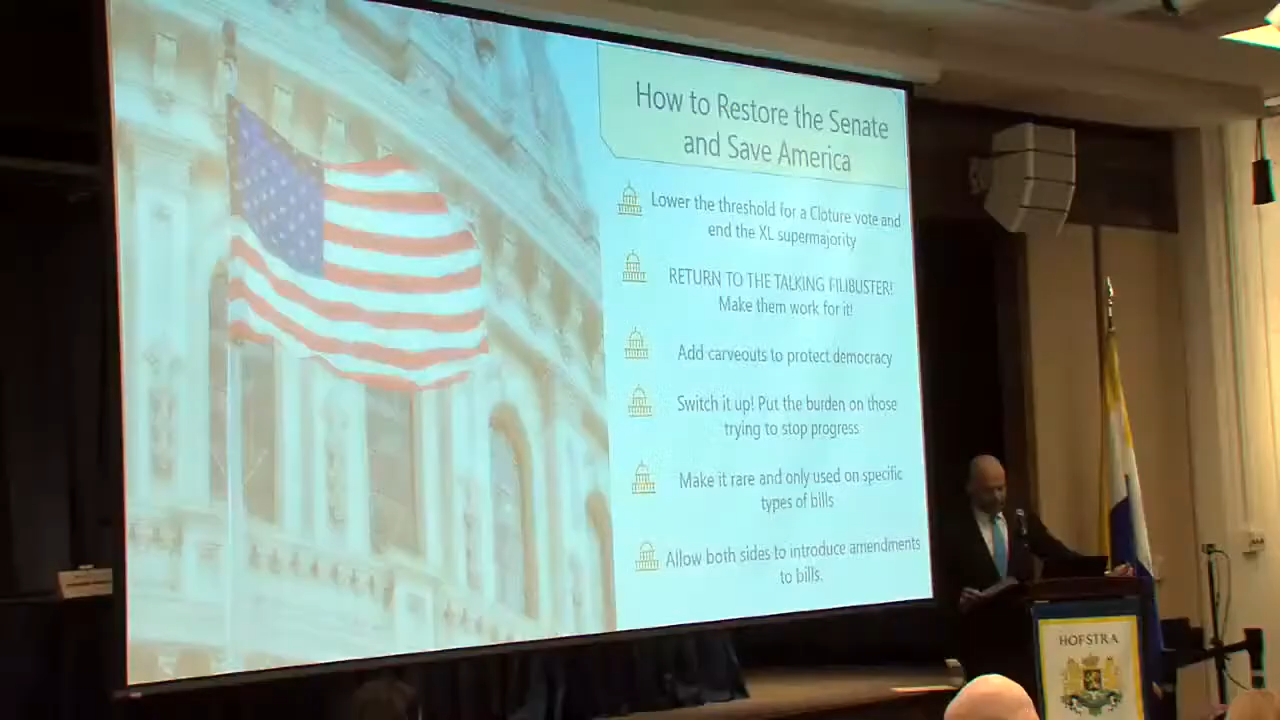 How to Restore the Senate
and Save America
Lower the threshold for a Cloture vote and
end the XL supermajority
RETURN TO THE TALKING FILIBUSTER!
Make them work for it!
Add carveouts to protect democracy
Switch it up! Put the burden on those
trying to stop progress
Make it rare and only used on specific
types of bills
Allow both sides to introduce amendments
to bills.
HOFSTRA